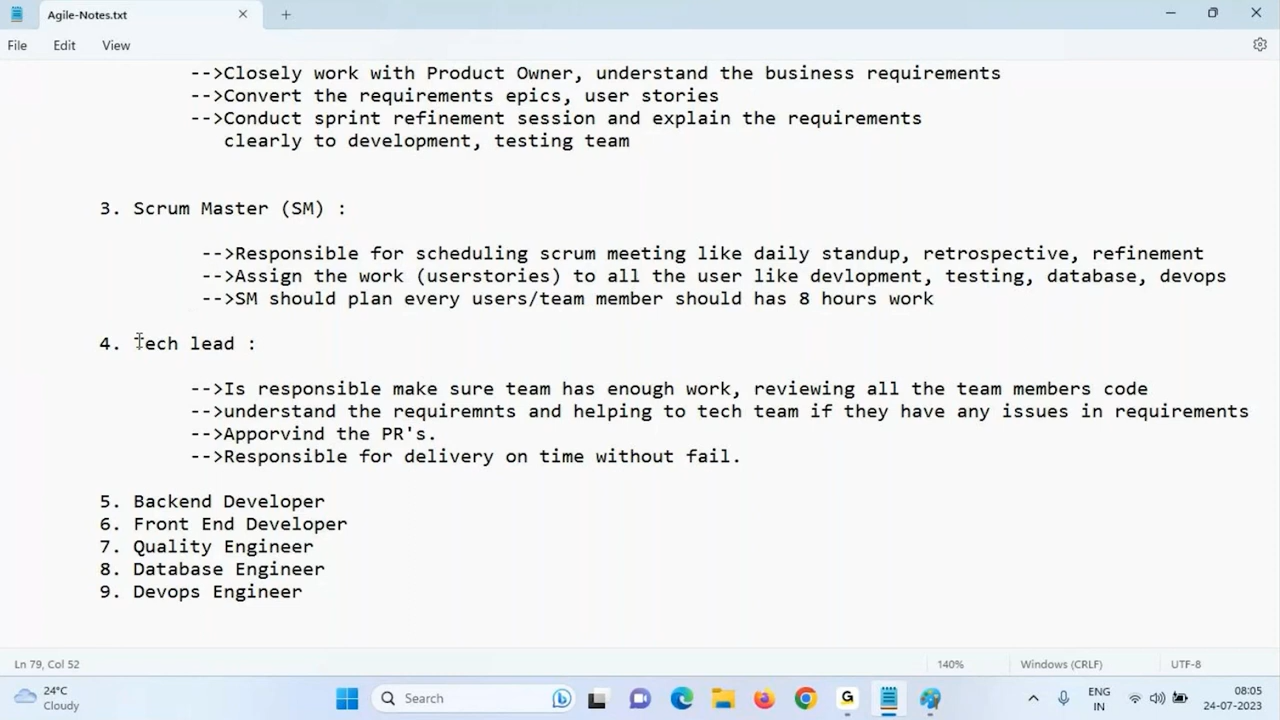 Agile-Notes.txt
File Edit View
-->Closely work with Product Owner, understand the business requirements
-->Convert the requirements epics, user stories
-->Conduct sprint refinement session and explain the requirements
clearly to development, testing team
3. Scrum Master (SM) :
-->Responsible for scheduling scrum meeting like daily standup, retrospective, refinement
-->Assign the work (userstories) to all the user like devlopment, testing, database, devops
-->SM should plan every users/team member should has 8 hours work
4. Tech lead :
-->Is responsible make sure team has enough work, reviewing all the team members code
-->understand the requiremnts and helping to tech team if they have any issues in requirements
-->Apporvind the PR's.
-->Responsible for delivery on time without fail.
5. Backend Developer
6. Front End Developer
7. Quality Engineer
8. Database Engineer
9. Devops Engineer
Ln 79, Col 52 140% Windows (CRLF) UTF-8
24°C
Cloudy
Search
G
ENG
IN
08:05
24-07-2023